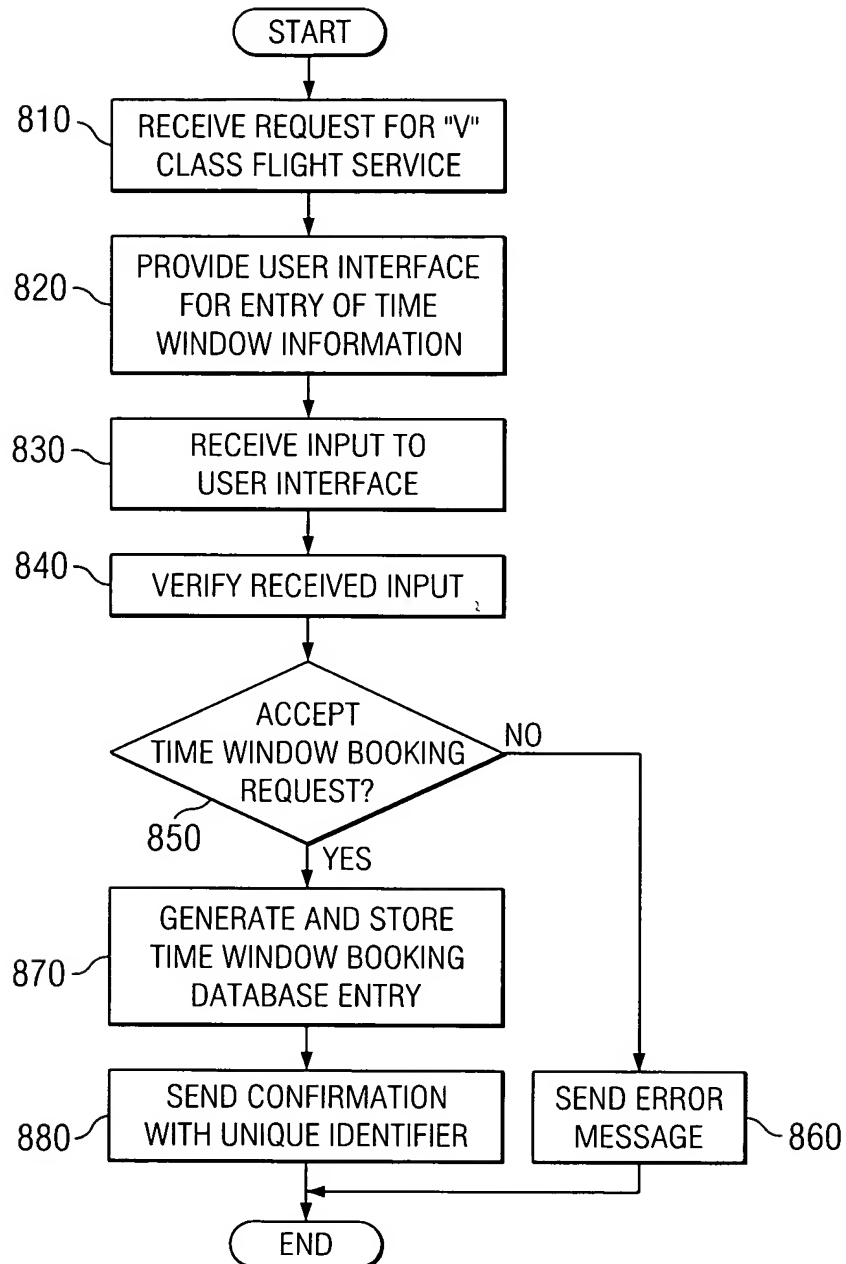 START
810
RECEIVE REQUEST FOR "V"
CLASS FLIGHT SERVICE
820
PROVIDE USER INTERFACE
FOR ENTRY OF TIME
WINDOW INFORMATION
830
RECEIVE INPUT TO
USER INTERFACE
840
VERIFY RECEIVED INPUT
ACCEPT
TIME WINDOW BOOKING
REQUEST?
NO
850
YES
870
GENERATE AND STORE
TIME WINDOW BOOKING
DATABASE ENTRY
880
SEND CONFIRMATION
WITH UNIQUE IDENTIFIER
SEND ERROR
MESSAGE
860
END